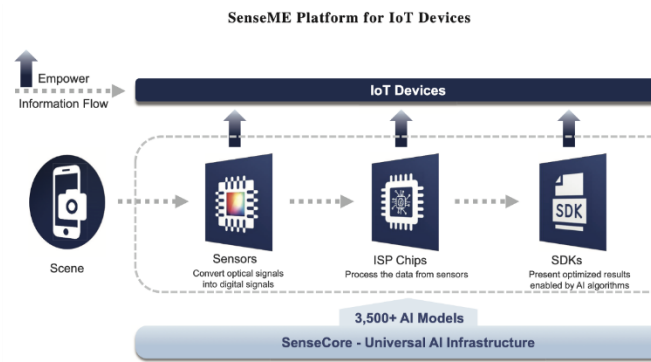 SenseME Platform for IoT Devices
Empower
Information Flow
IoT Devices
SDK
Scene
Sensors
Convert optical signals
into digital signals
ISP Chips
Process the data from sensors
SDKs
Present optimized results
enabled by AI algorithms
3,500+ AI Models
SenseCore - Universal AI Infrastructure